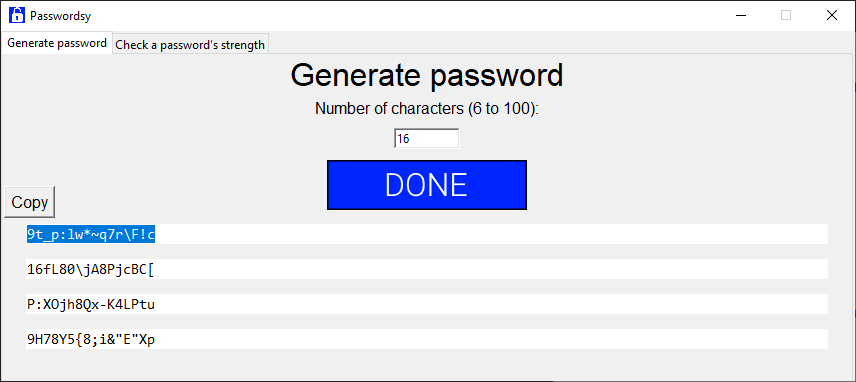 Passwordsy
Generate password Check a password's strength
Generate password
Number of characters (6 to 100):
16
DONE
Copy
9t_p:lw*~q7r\F!c
16fL80\jA8PjcBC[
P:XOjh8Qx-K4LPtu
9H78Y5{8;i&"E"Xp